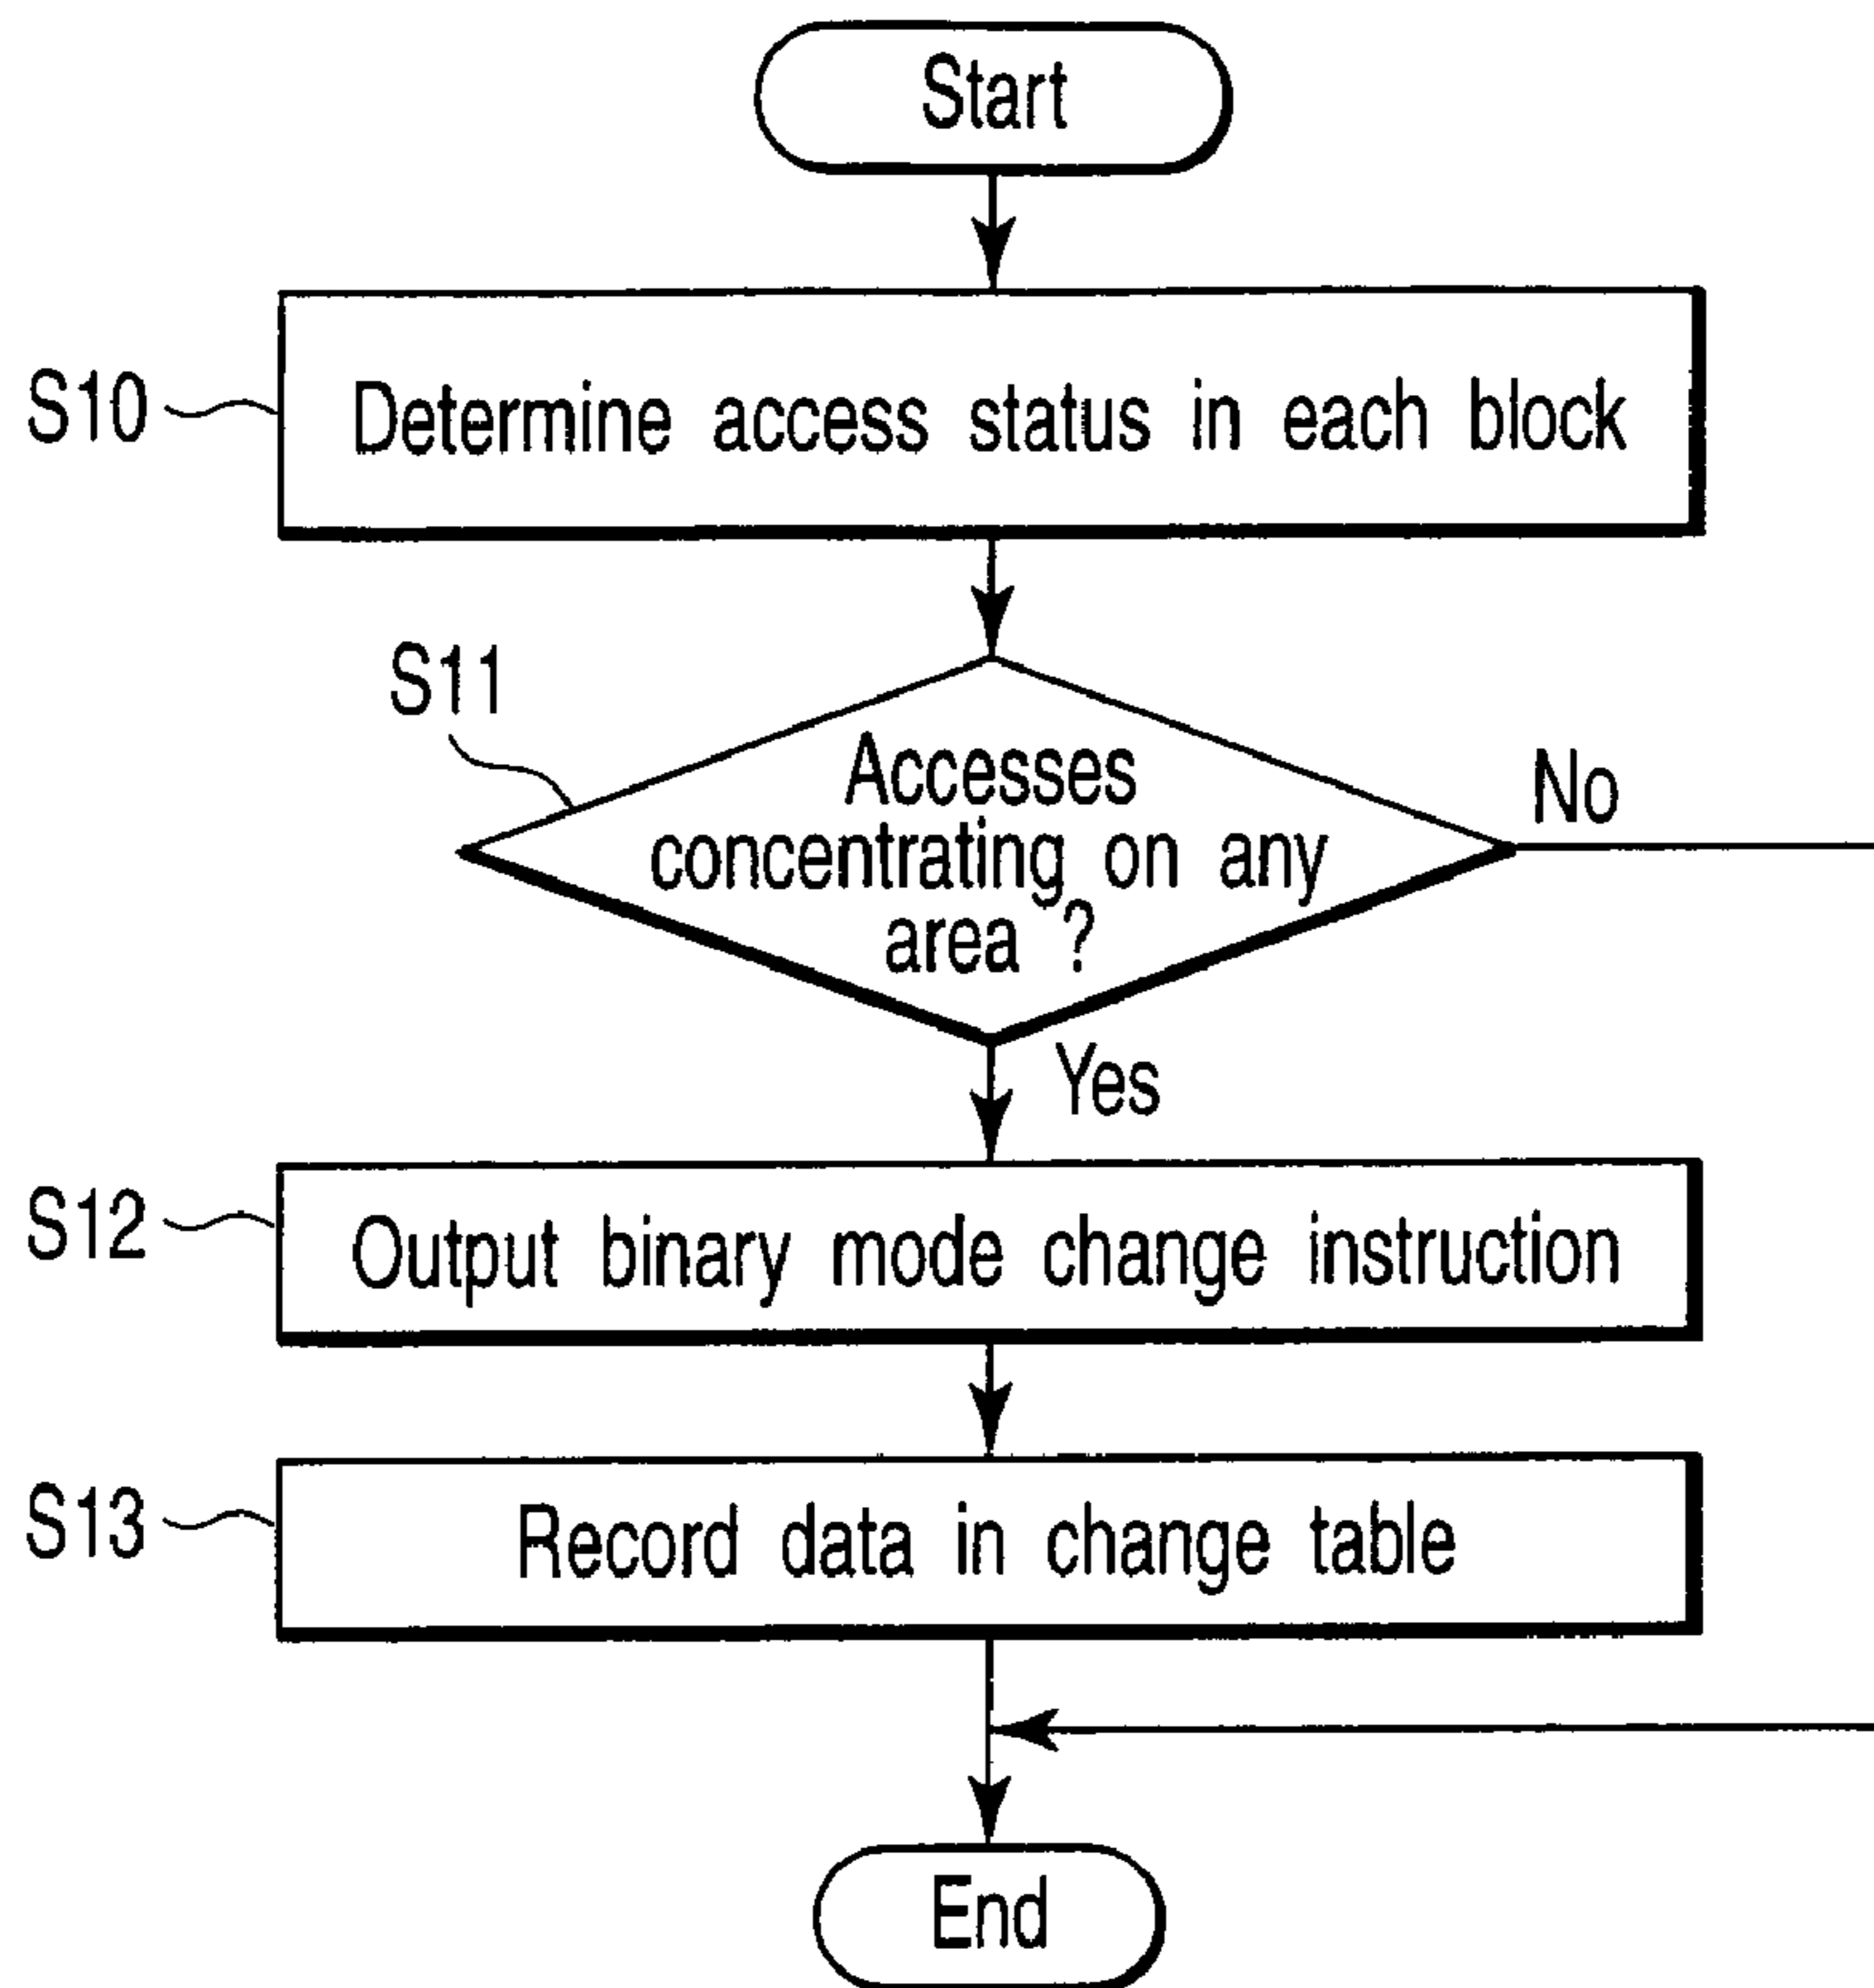 Start
S10
Determine access status in each block
S11
Accesses
concentrating on any
area ?
No
Yes
S12
Output binary mode change instruction
S13
Record data in change table
End